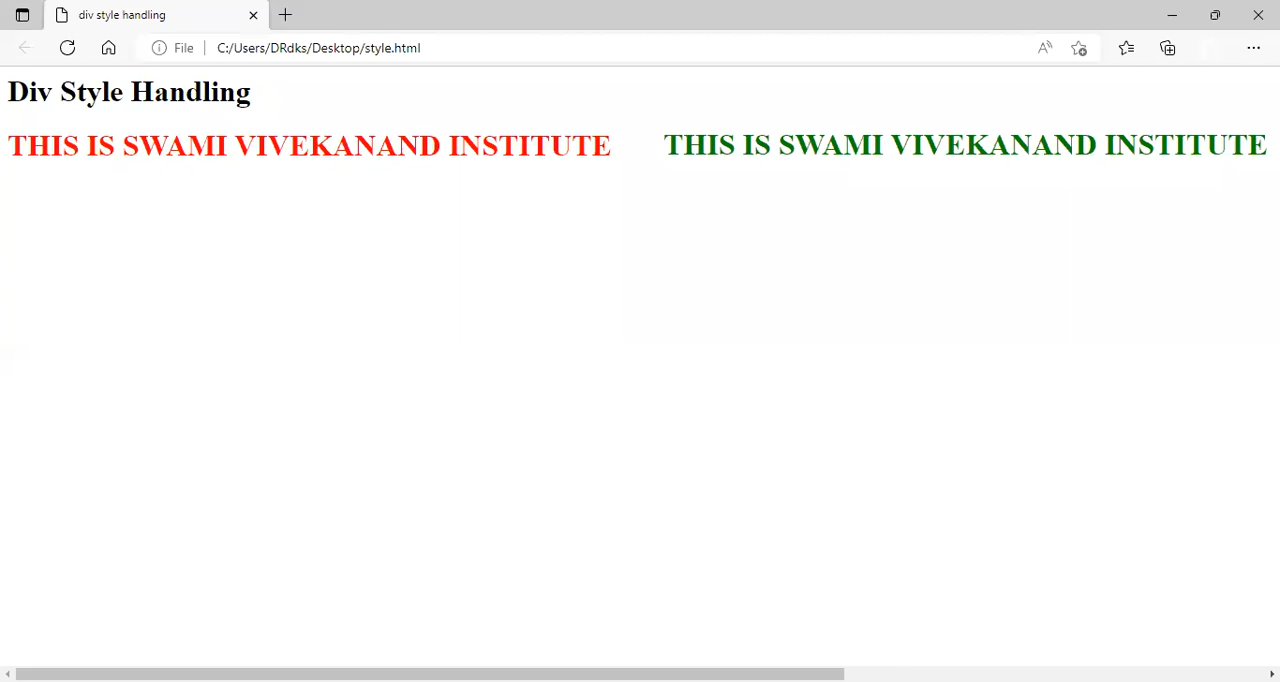 div style handling
File C:/Users/DRdks/Desktop/style.html
Div Style Handling
THIS IS SWAMI VIVEKANAND INSTITUTE THIS IS SWAMI VIVEKANAND INSTITUTE